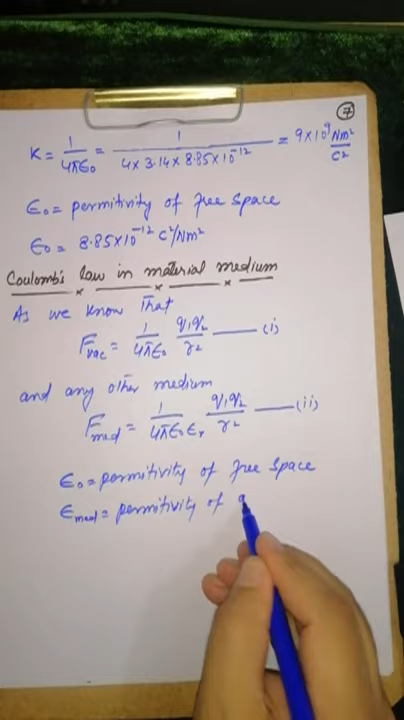 7
K = 1/4πϵ₀ = 1/(4 x 3.14 x 8.85 x 10⁻¹²) = 9 x 10⁹ Nm²/C²
ϵ₀ = permitivity of free space
ϵ₀ = 8.85 x 10⁻¹² C²/Nm²
Coulomb's law in material medium
As we know That
F_vac = 1/4πϵ₀ q₁q₂/r² —— (i)
and any other medium
F_med = 1/4πϵ₀ϵᵣ q₁q₂/r² —— (ii)
ϵ₀ = permitivity of free space
ϵ_med = permitivity of